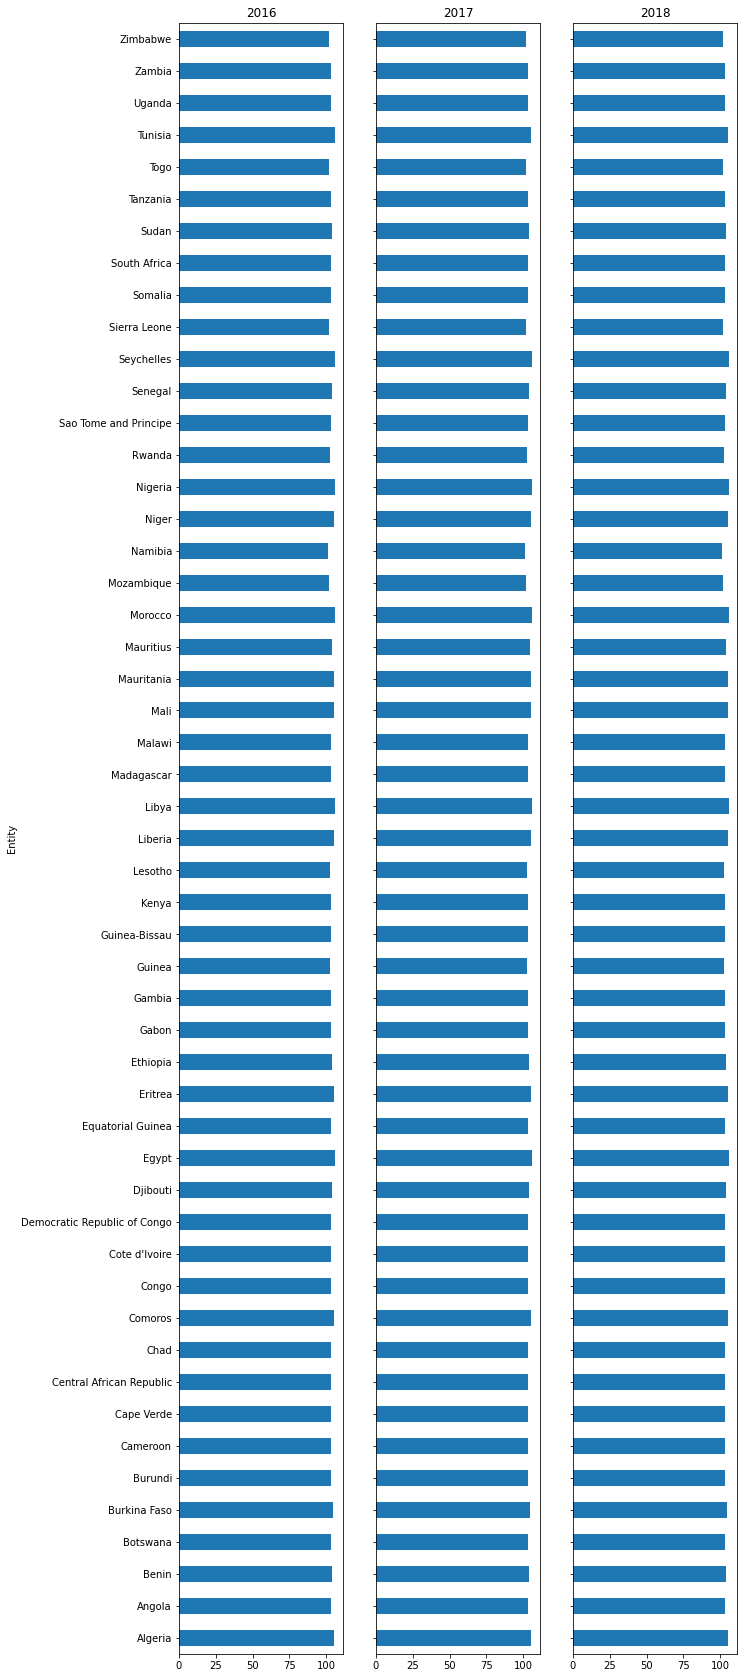 2016 2017 2018
Zimbabwe
Zambia
Uganda
Tunisia
Togo
Tanzania
Sudan
South Africa
Somalia
Sierra Leone
Seychelles
Senegal
Sao Tome and Principe
Rwanda
Nigeria
Niger
Namibia
Mozambique
Morocco
Mauritius
Mauritania
Mali
Malawi
Madagascar
Libya
Entity
Liberia
Lesotho
Kenya
Guinea-Bissau
Guinea
Gambia
Gabon
Ethiopia
Eritrea
Equatorial Guinea
Egypt
Djibouti
Democratic Republic of Congo
Cote d'Ivoire
Congo
Comoros
Chad
Central African Republic
Cape Verde
Cameroon
Burundi
Burkina Faso
Botswana
Benin
Angola
Algeria
0 25 50 75 100 0 25 50 75 100 0 25 50 75 100